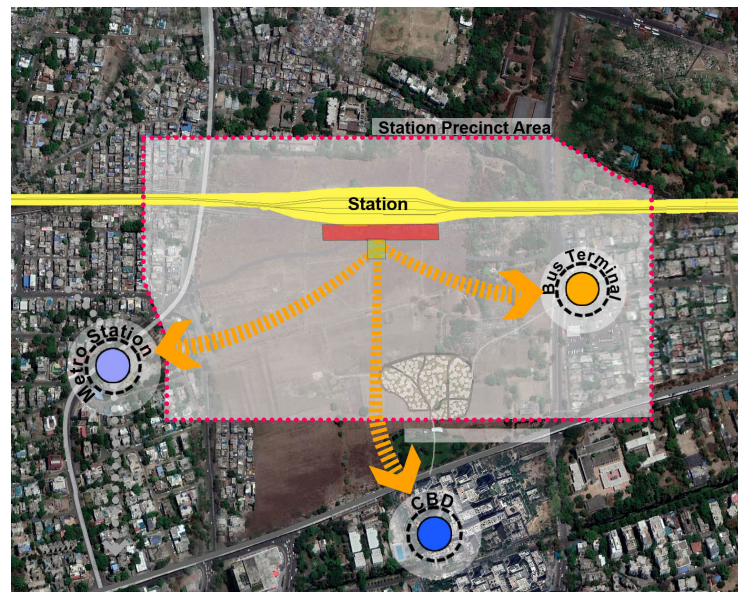 Station Precinct Area
Station
Bus Terminal
Metro Station
CBD